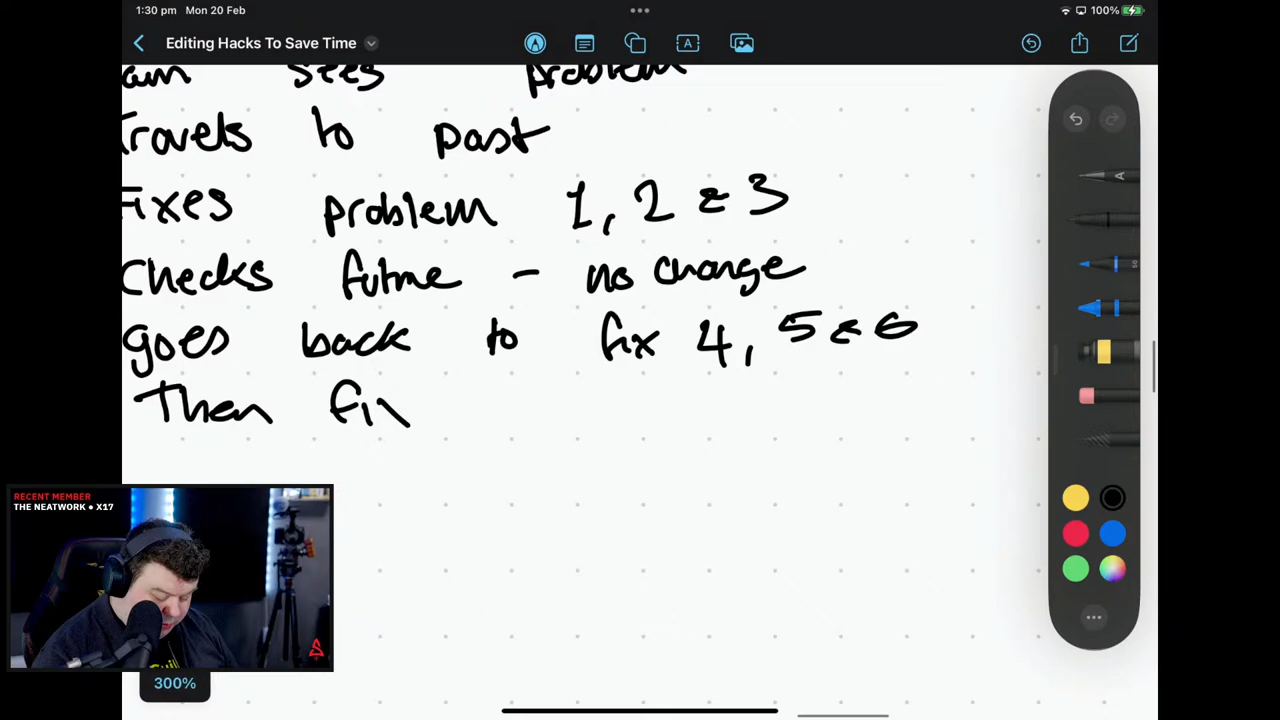 1:30 pm Mon 20 Feb
100%
Editing Hacks To Save Time
sees problem
Travels to past
Fixes problem 1, 2 & 3
Checks future - no change
goes back to fix 4, 5 & 6
Then fix
RECENT MEMBER
THE NEATWORK • X17
300%